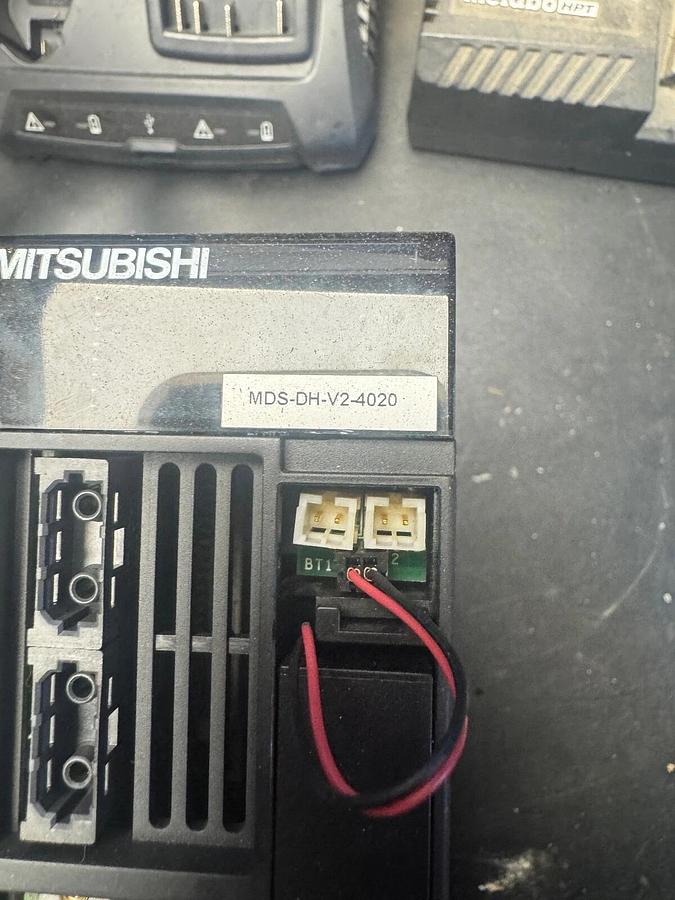 metabo HPT
MITSUBISHI
MDS-DH-V2-4020
BT1
2